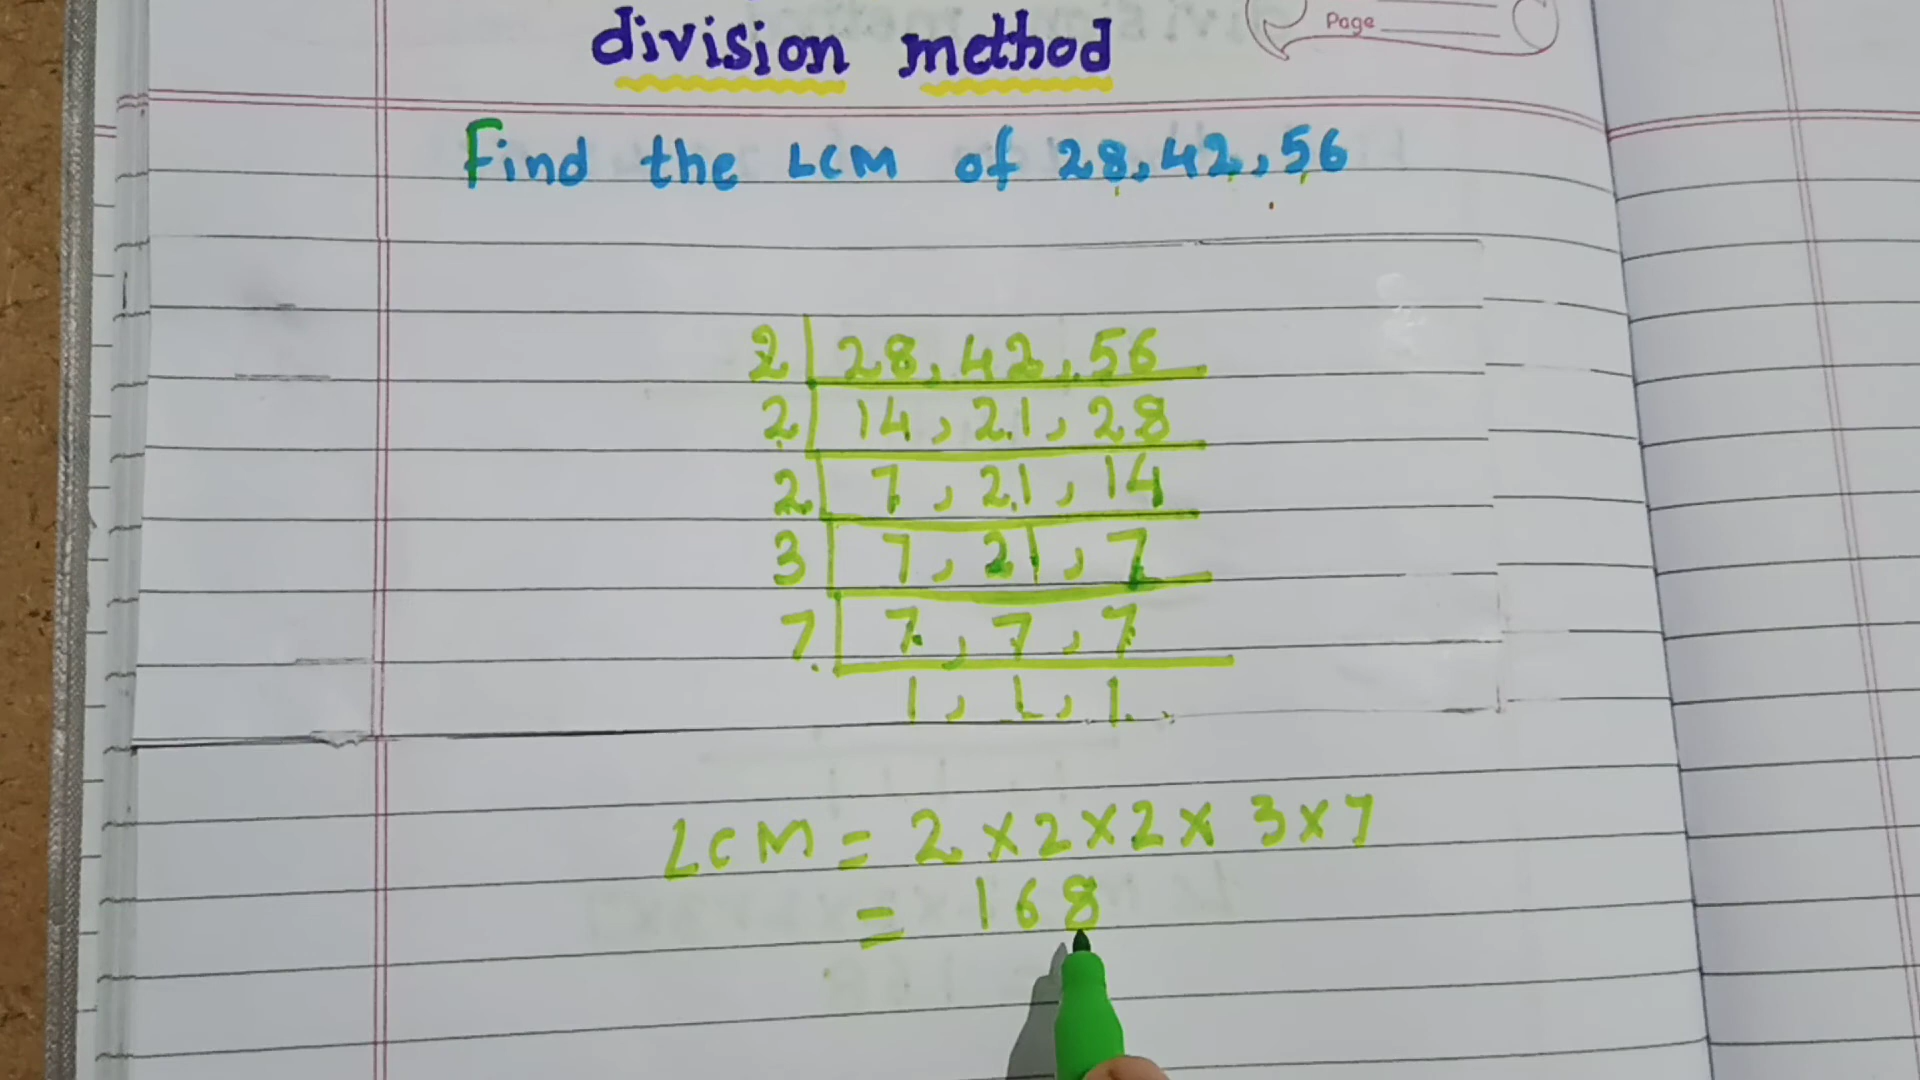 Page
division method
Find the LCM of 28,42,56
2 28,42,56
2 14,21,28
2 7,21,14
3 7,21,7
7 7,7,7
1,1,1
LCM = 2×2×2×3×7
= 168